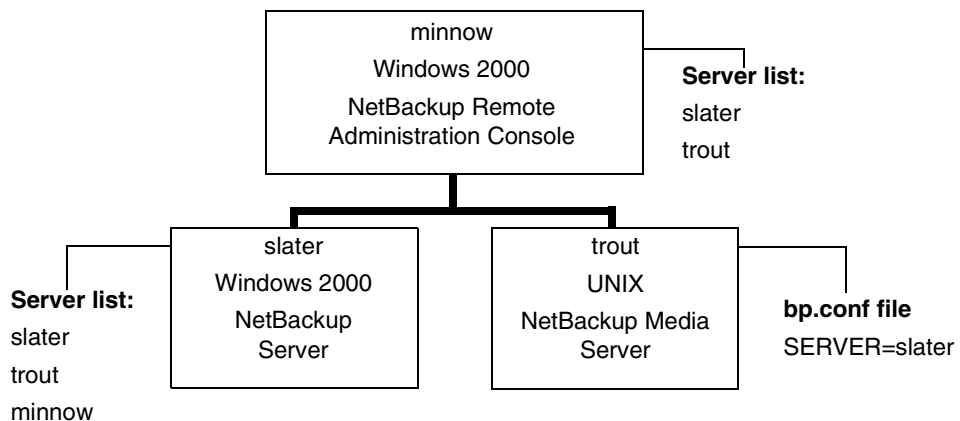 minnow
Windows 2000
NetBackup Remote
Administration Console
Server list:
slater
trout
slater
Windows 2000
NetBackup
Server
trout
UNIX
NetBackup Media
Server
Server list:
slater
trout
minnow
bp.conf file
SERVER=slater